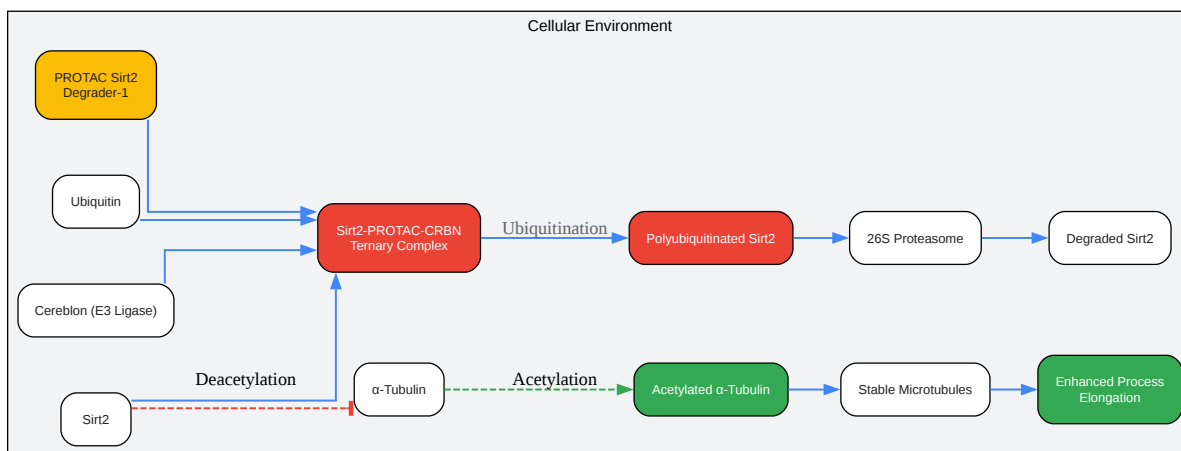 Cellular Environment
PROTAC Sirt2
Degrader-1
Ubiquitin
Cereblon (E3 Ligase)
Sirt2
Sirt2-PROTAC-CRBN
Ternary Complex
Ubiquitination
Polyubiquitinated Sirt2
26S Proteasome
Degraded Sirt2
Deacetylation
α-Tubulin
Acetylation
Acetylated α-Tubulin
Stable Microtubules
Enhanced Process
Elongation